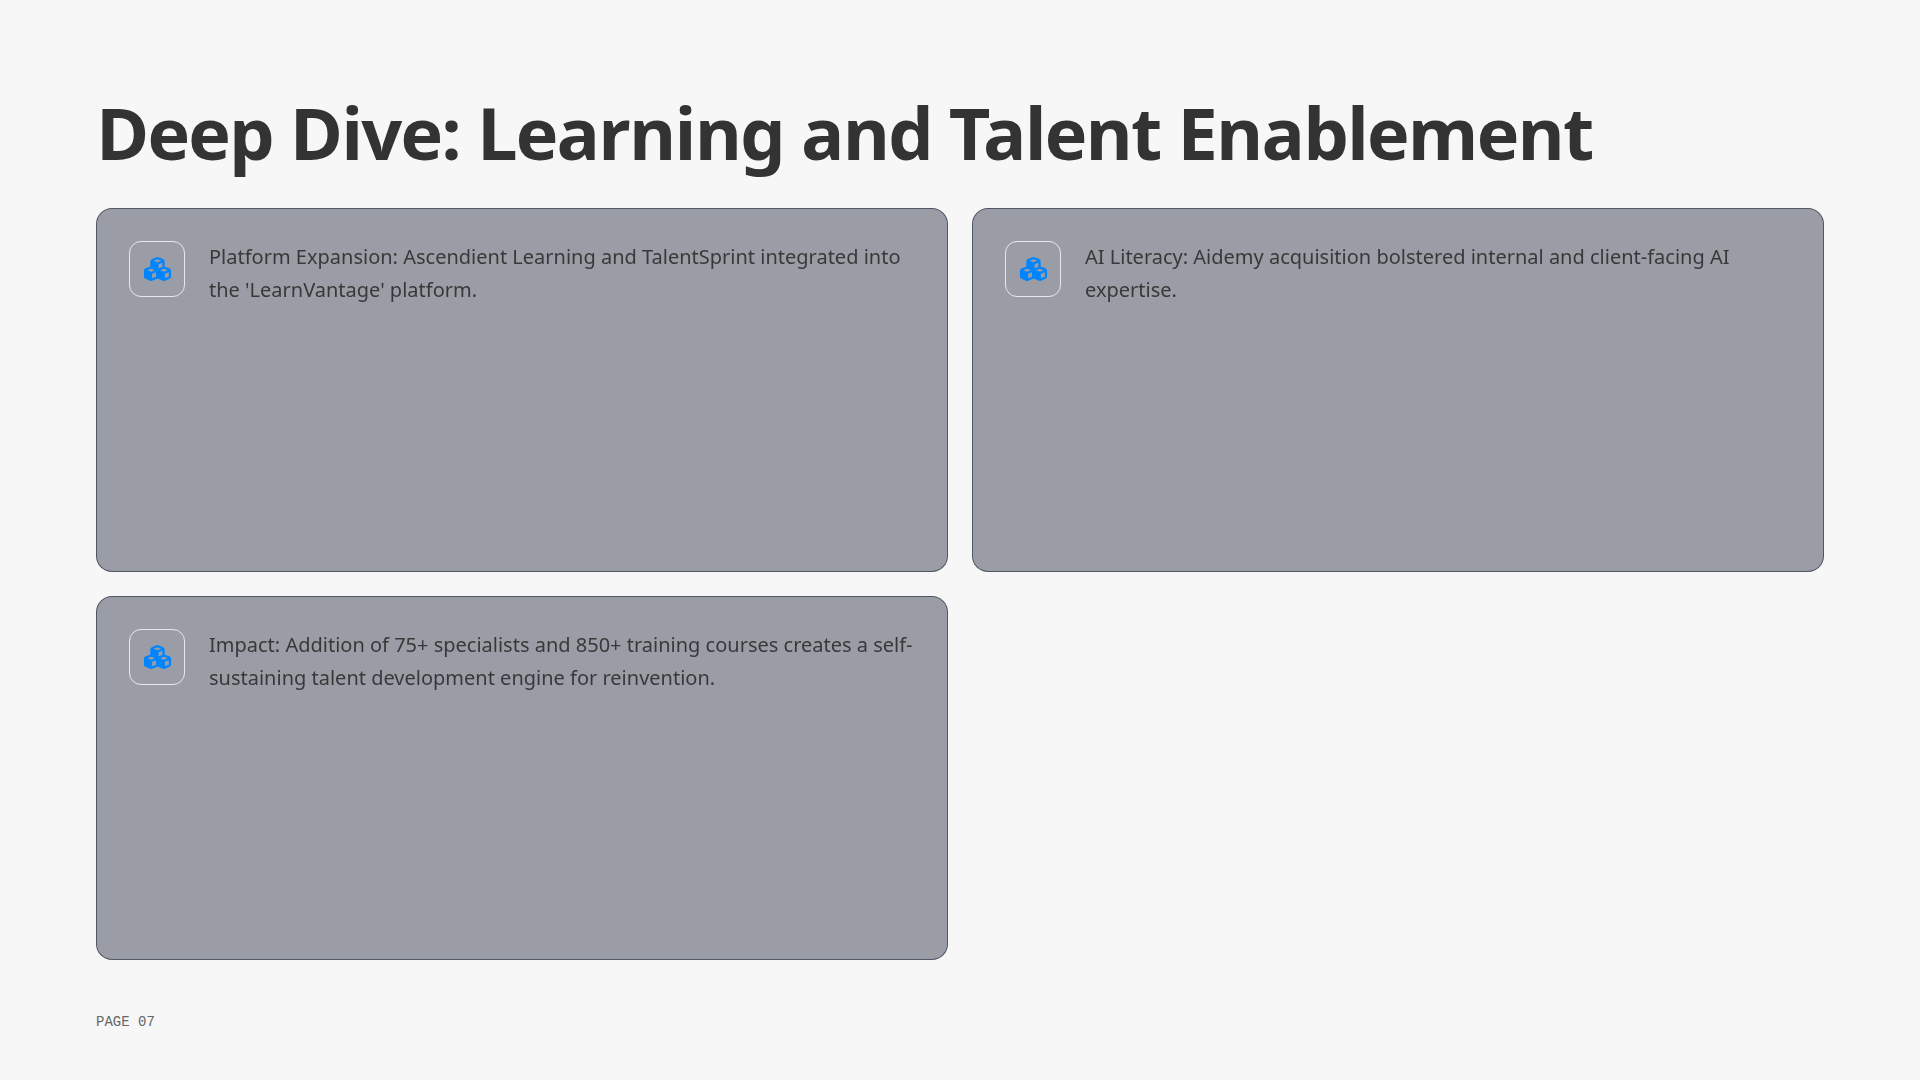 Deep Dive: Learning and Talent Enablement
Platform Expansion: Ascendient Learning and TalentSprint integrated into
the 'LearnVantage' platform.
AI Literacy: Aidemy acquisition bolstered internal and client-facing AI
expertise.
Impact: Addition of 75+ specialists and 850+ training courses creates a self-
sustaining talent development engine for reinvention.
PAGE 07